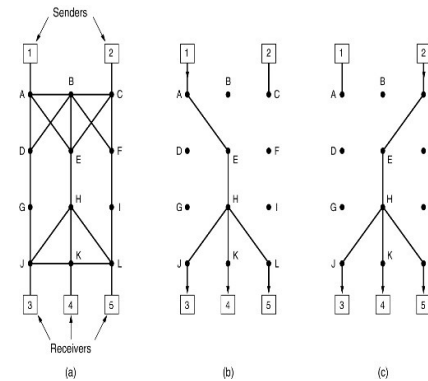 Senders
1 2 1 2 1 2
A B C A B C A B
D E F D E F D E
G H I G H I G H
J K L J K L J K L
3 4 5 3 4 5 3 4 5
Receivers
(a) (b) (c)